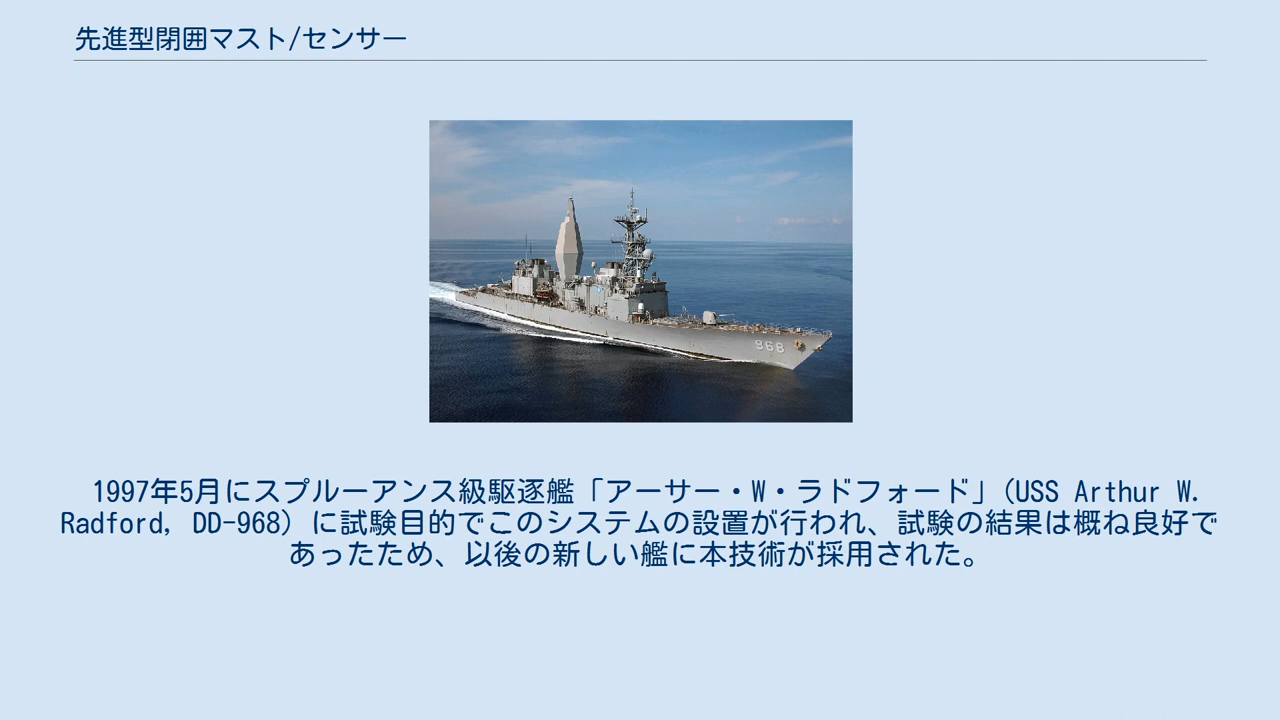 先進型閉囲マスト/センサー
968
1997年5月にスプルーアンス級駆逐艦「アーサー・W・ラドフォード」(USS Arthur W.
Radford, DD-968) に試験目的でこのシステムの設置が行われ、試験の結果は概ね良好で
あったため、以後の新しい艦に本技術が採用された。